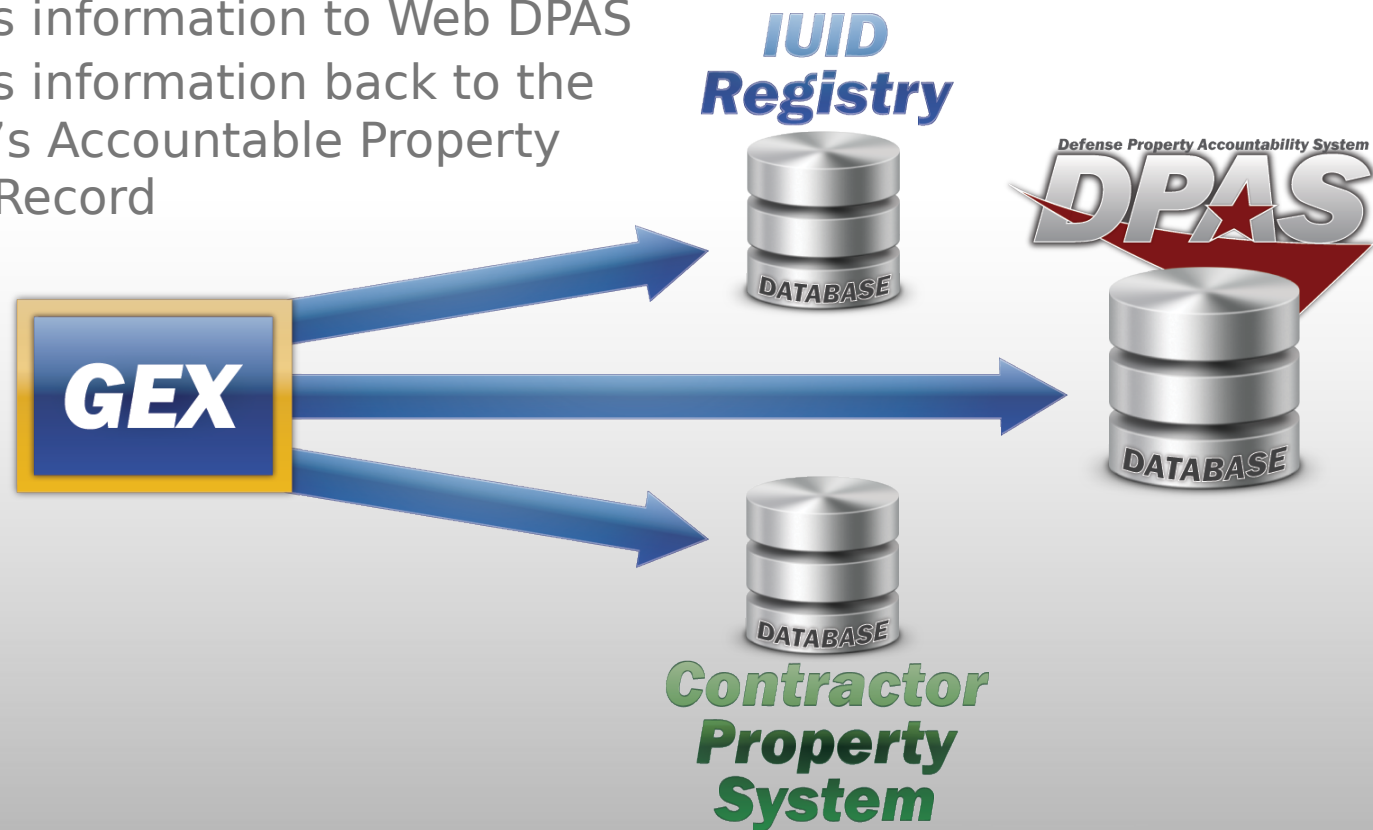 s information to Web DPAS
s information back to the
’s Accountable Property
Record
IUID
Registry
DATABASE
Defense Property Accountability System
DPAS
DATABASE
GEX
DATABASE
Contractor
Property
System